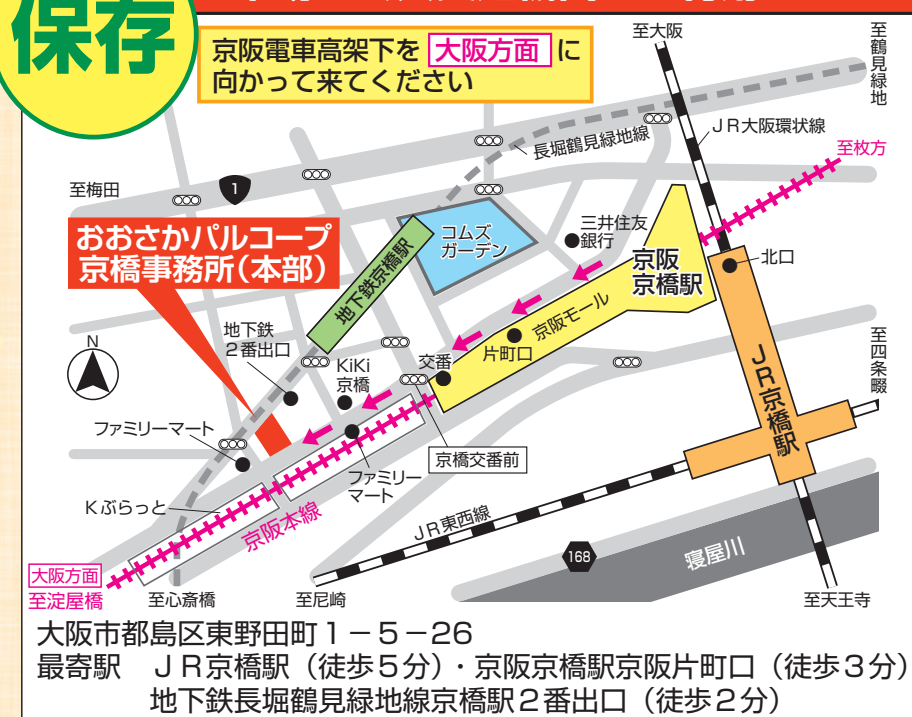 保存
京阪電車高架下を 大阪方面 に
向かって来てください
至大阪
至鶴見緑地
JR大阪環状線
長堀鶴見緑地線
至枚方
至梅田
1
おおさかパルコープ
京橋事務所(本部)
コムズ
ガーデン
三井住友
銀行
京阪
京橋駅
北口
地下鉄京橋駅
京阪モール
片町口
地下鉄
2番出口
KiKi
京橋
交番
N
至四条畷
JR京橋駅
ファミリーマート
ファミリー
マート
京橋交番前
Kぶらっと
京阪本線
JR東西線
168
寝屋川
大阪方面
至淀屋橋
至心斎橋
至尼崎
至天王寺
大阪市都島区東野田町1-5-26
最寄駅 JR京橋駅(徒歩5分)・京阪京橋駅京阪片町口(徒歩3分)
地下鉄長堀鶴見緑地線京橋駅2番出口(徒歩2分)